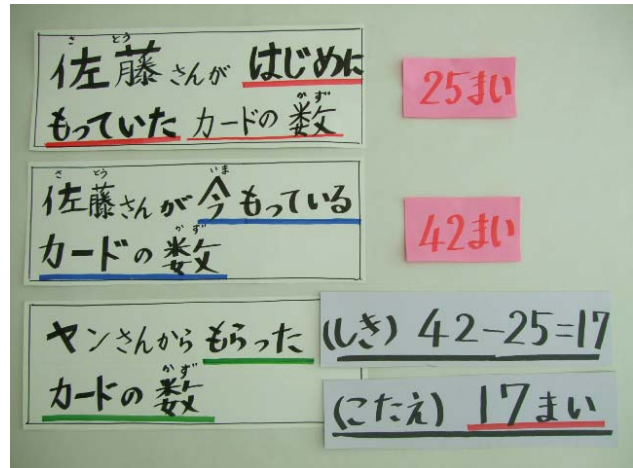 佐藤さんが はじめに
もっていた カードの 数
25まい
佐藤さんが 今 もっている
カードの 数
42まい
ヤンさんから もらった
カードの 数
(しき) 42-25=17
(こたえ) 17まい